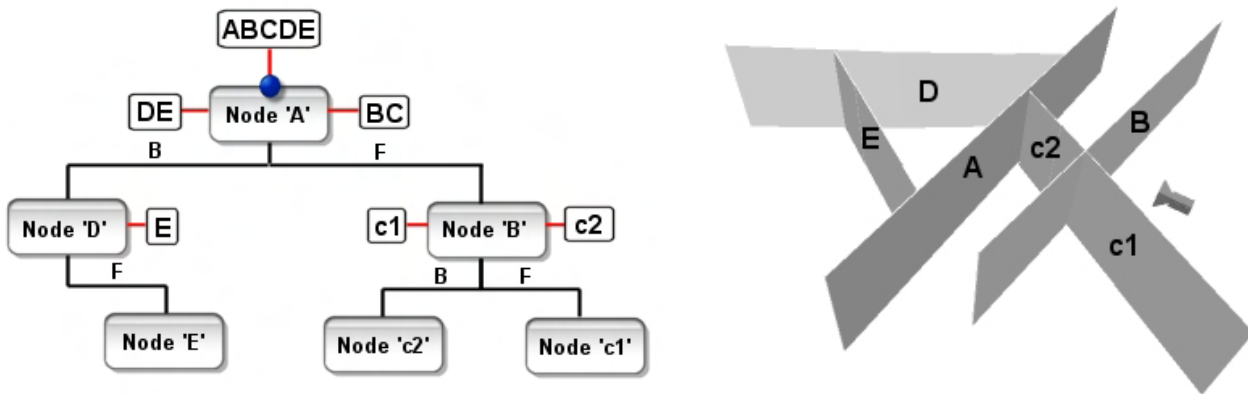 ABCDE
DE
Node 'A'
BC
B
F
Node 'D'
E
c1
Node 'B'
c2
F
B
F
Node 'E'
Node 'c2'
Node 'c1'
D
B
E
c2
A
c1